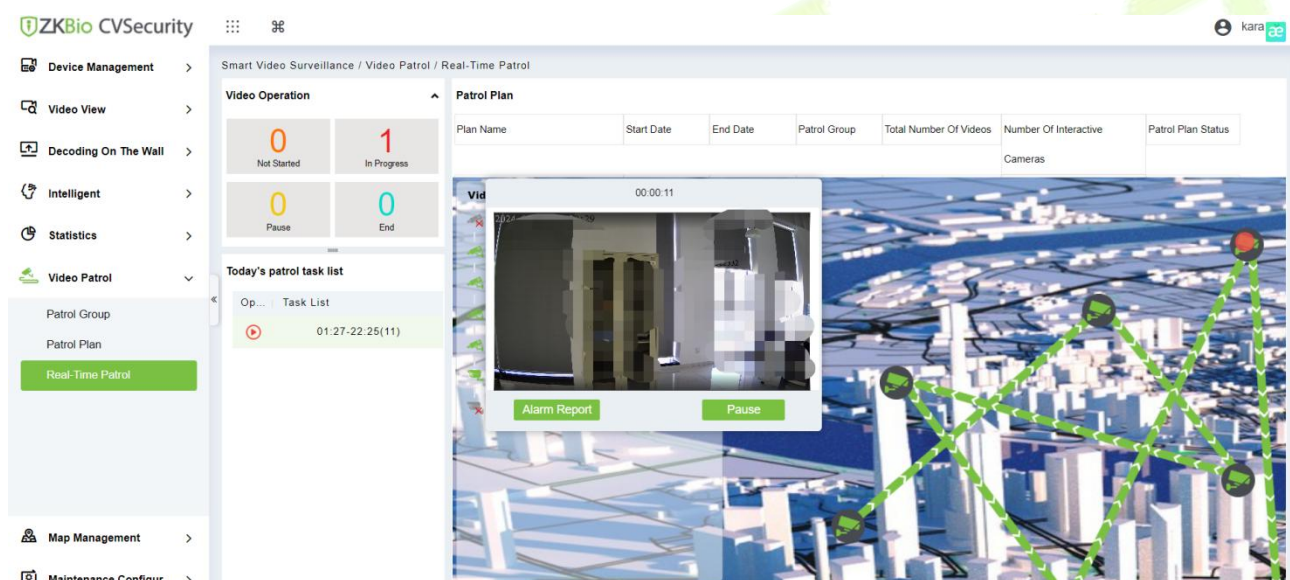 ZKBio CVSecurity
kara
æ
Device Management
Video View
Decoding On The Wall
Intelligent
Statistics
Video Patrol
Patrol Group
Patrol Plan
Real-Time Patrol
Map Management
Maintenance Configur
Smart Video Surveillance / Video Patrol / Real-Time Patrol
Video Operation
0
Not Started
1
In Progress
0
Pause
0
End
Today's patrol task list
Op... Task List
01:27-22:25(11)
Patrol Plan
Plan Name Start Date End Date Patrol Group Total Number Of Videos Number Of Interactive Patrol Plan Status
Cameras
Vid
00:00:11
Alarm Report
Pause